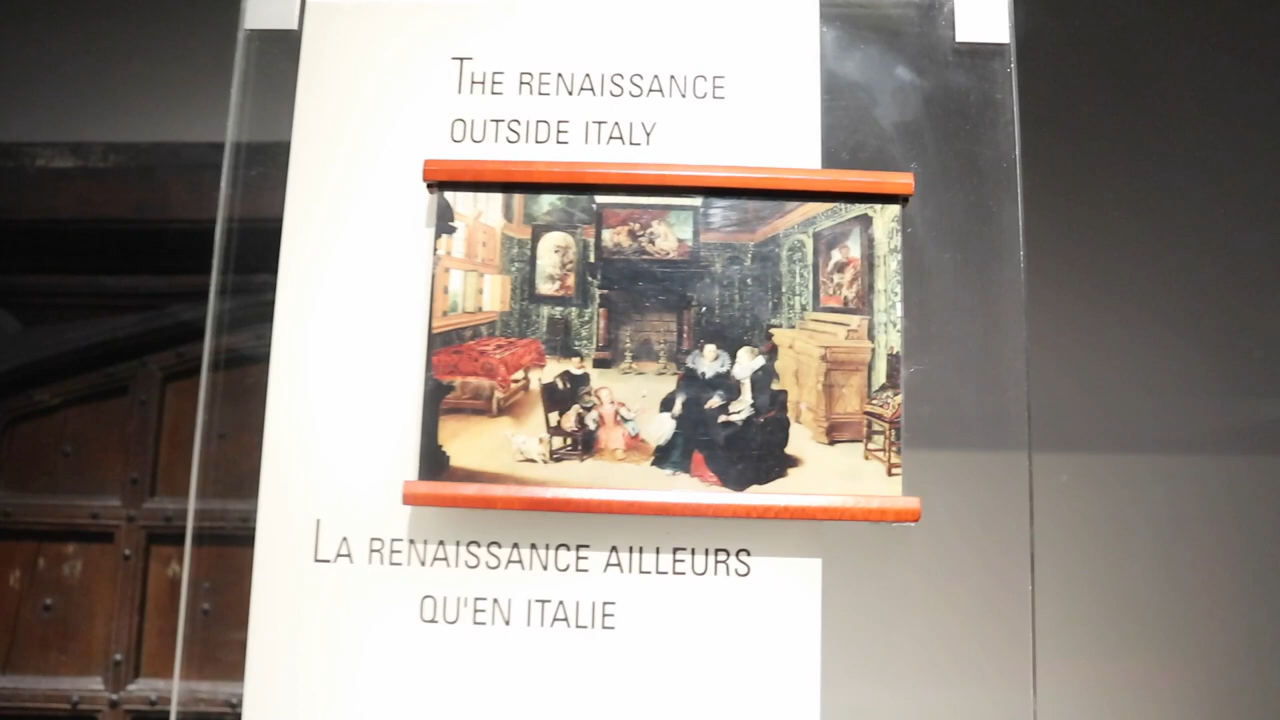 THE RENAISSANCE
OUTSIDE ITALY
LA RENAISSANCE AILLEURS
QU'EN ITALIE